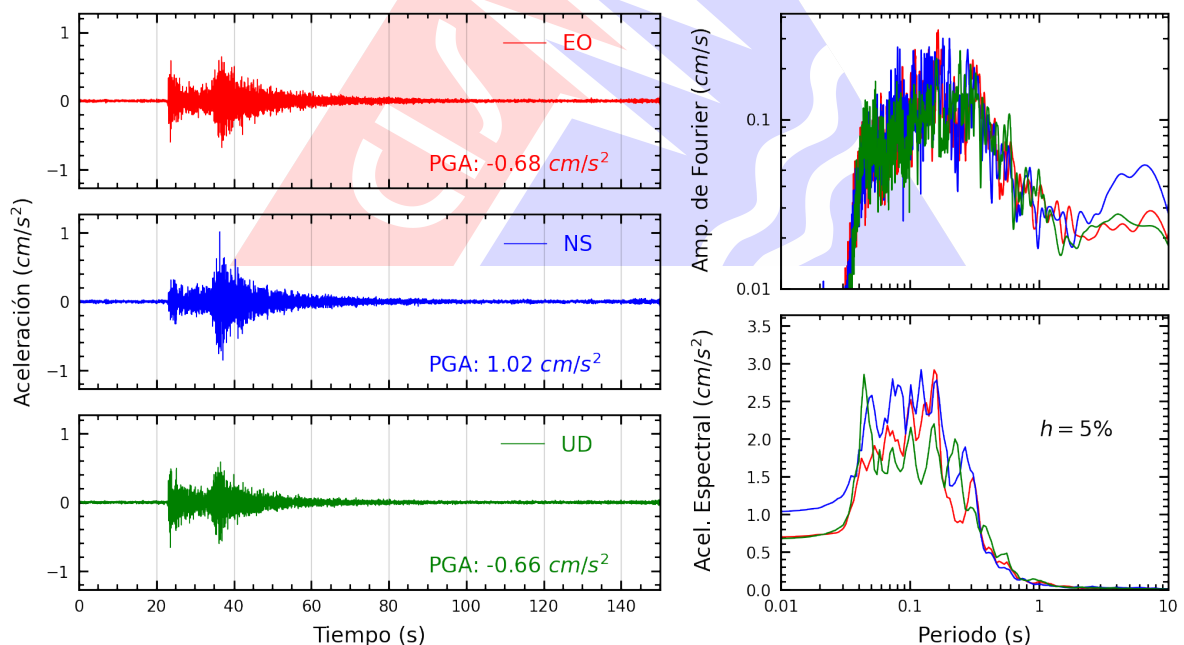 Aceleración (cm/s²)
1
0
−1
EO
PGA: -0.68 cm/s²
1
0
−1
NS
PGA: 1.02 cm/s²
1
0
−1
UD
PGA: -0.66 cm/s²
0 20 40 60 80 100 120 140
Tiempo (s)
Amp. de Fourier (cm/s)
0.1
0.01
Acel. Espectral (cm/s²)
3.5
3.0
2.5
2.0
1.5
1.0
0.5
0.0
h = 5%
0.01 0.1 1 10
Periodo (s)